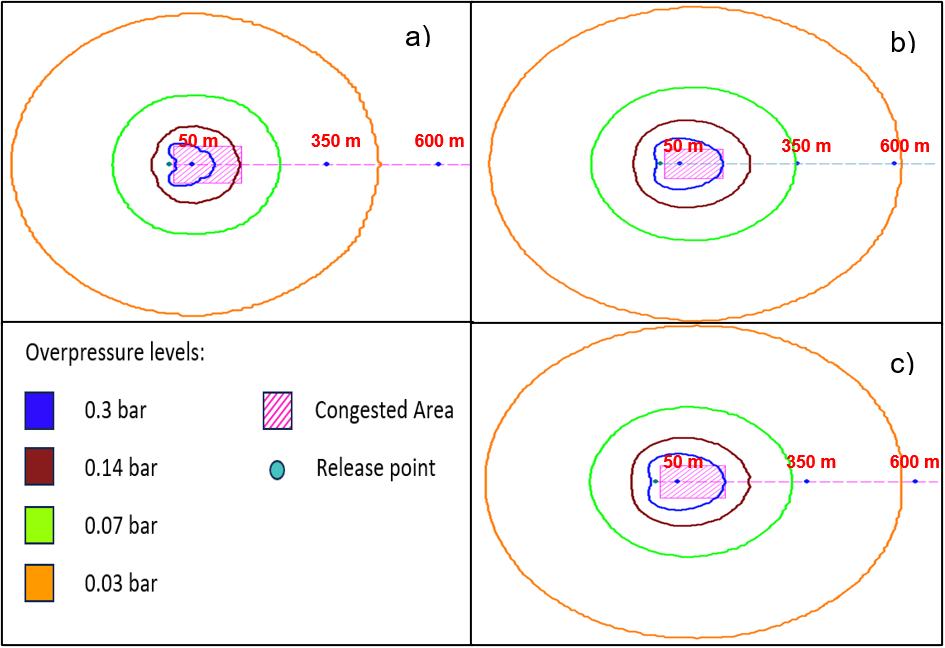 a)
50 m
350 m
600 m
b)
50 m
350 m
600 m
Overpressure levels:
0.3 bar
Congested Area
0.14 bar
Release point
0.07 bar
0.03 bar
c)
50 m
350 m
600 m